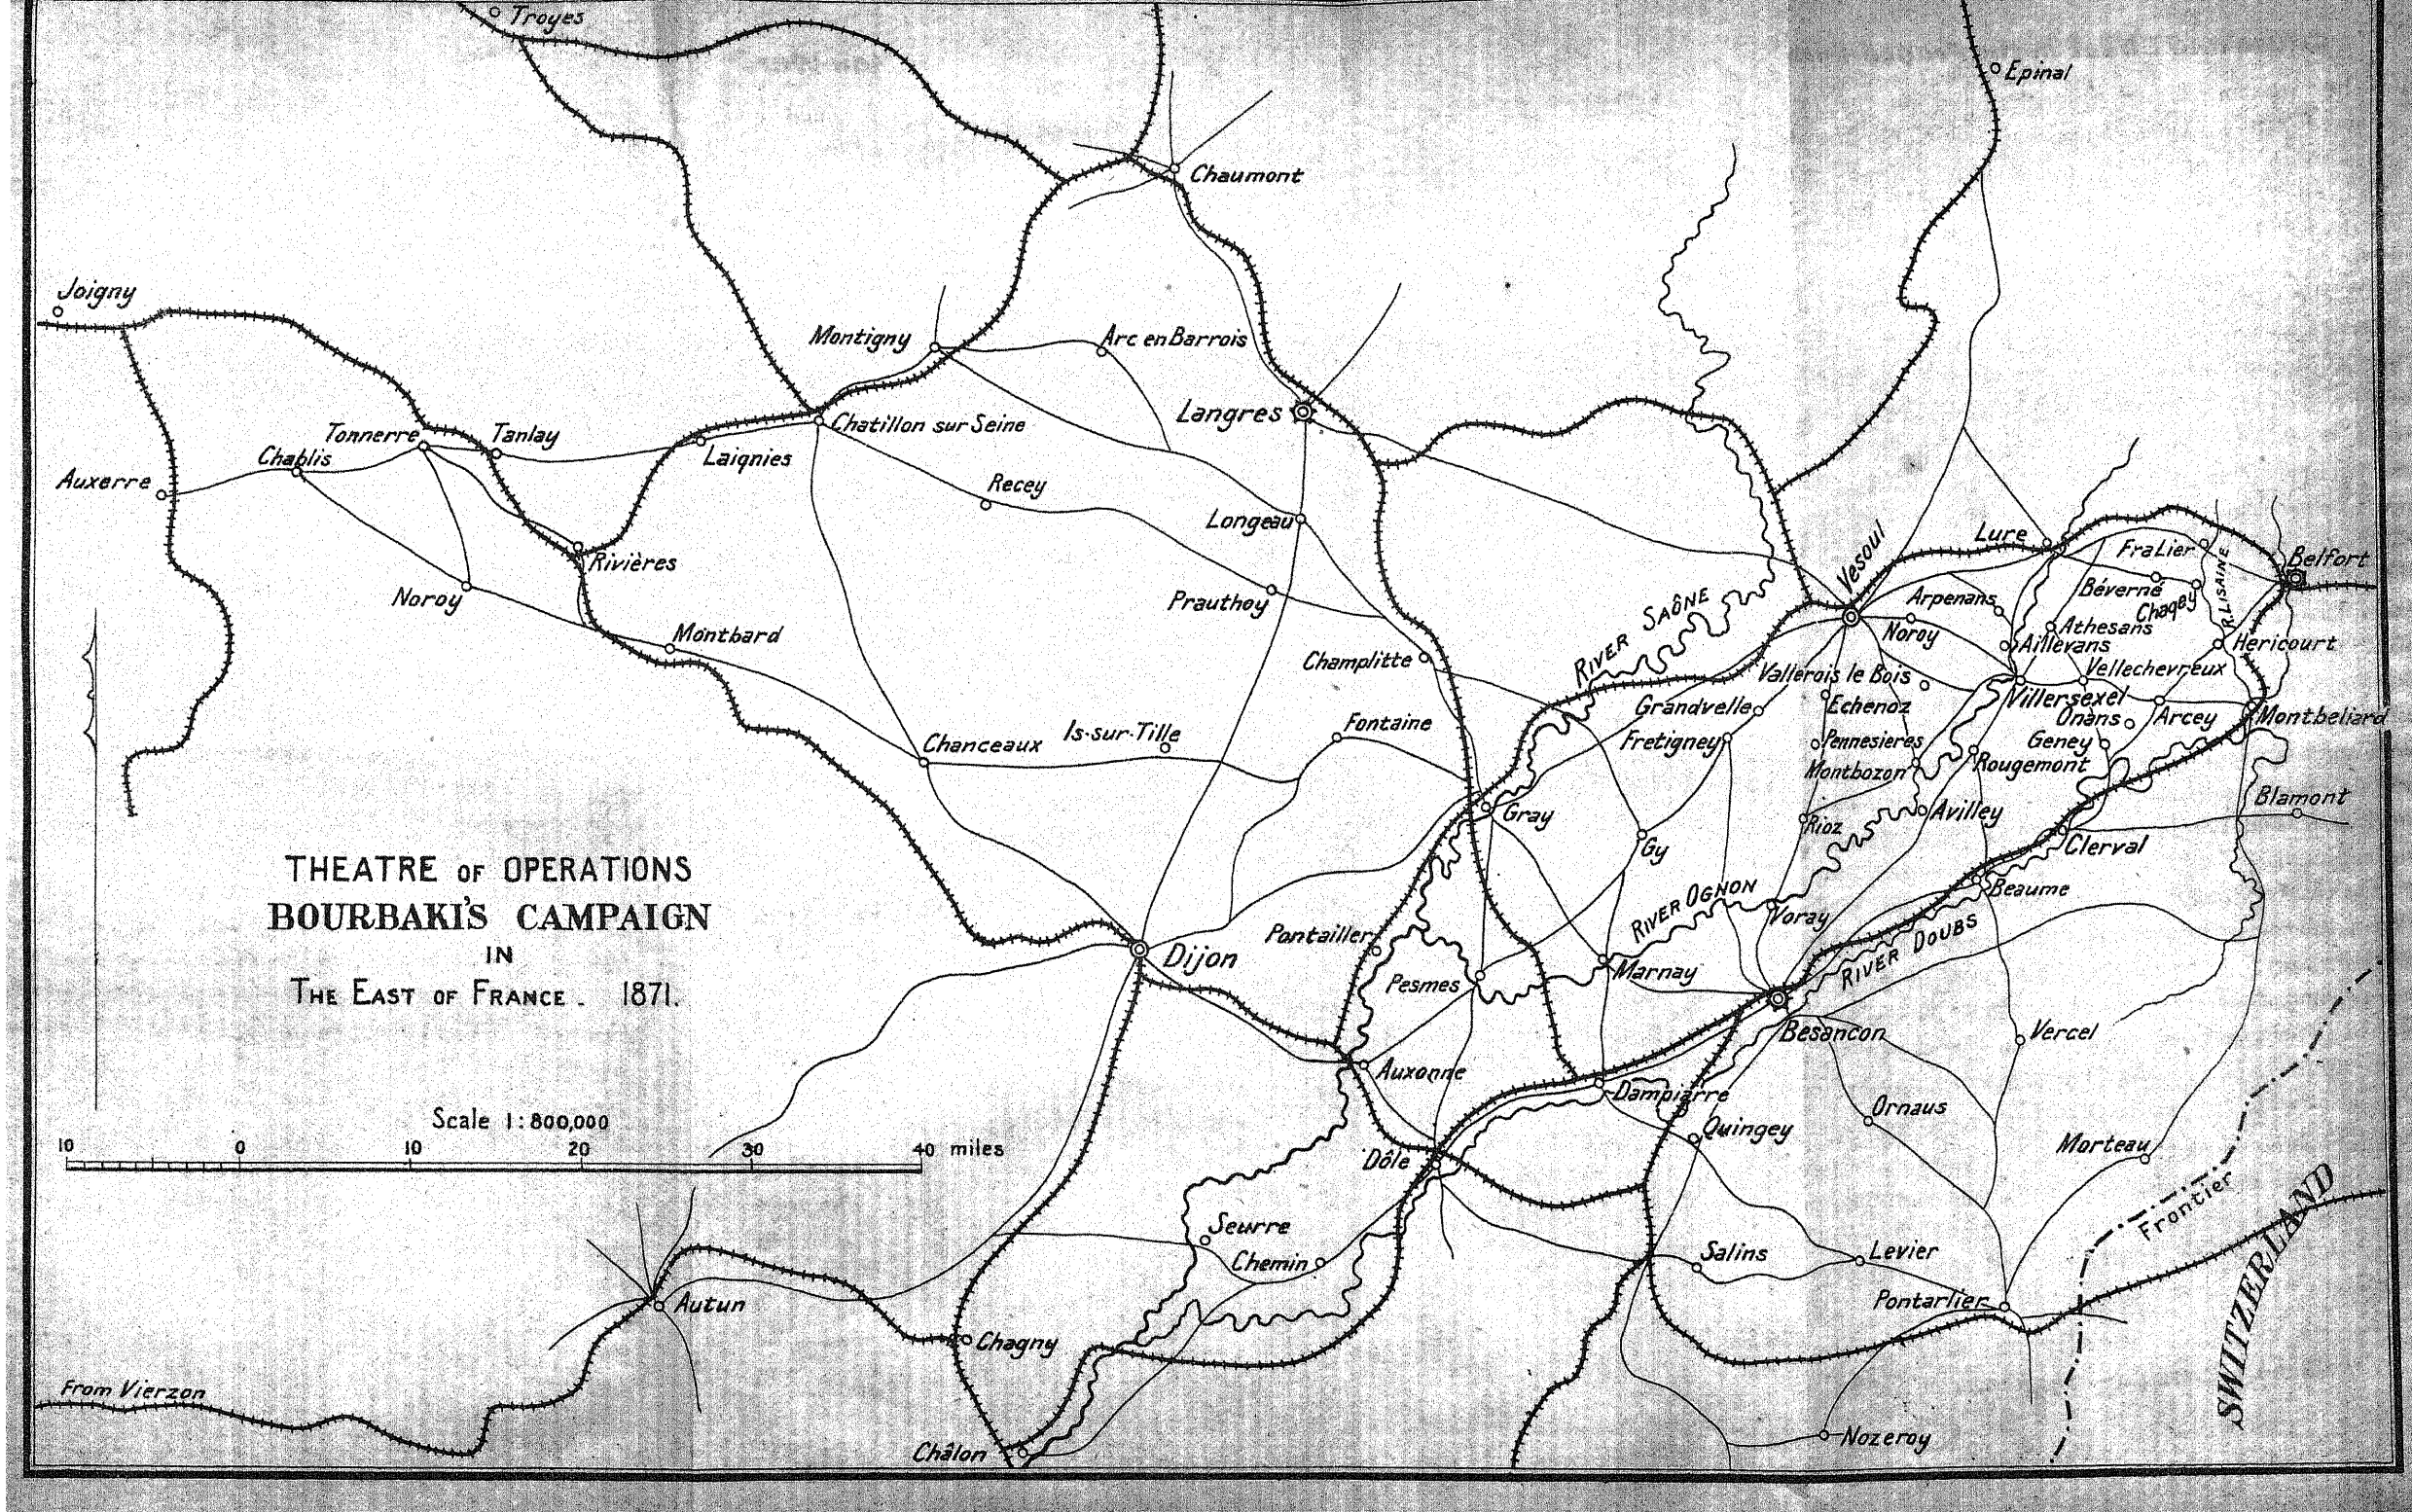 Troyes
Epinal
Chaumont
Joigny
Montigny
Arc en Barrois
Langres
Chatillon sur Seine
Tonnerre
Tanlay
Laignies
Chablis
Auxerre
Recey
Longeau
Vesoul
Lure
Fralier
Belfort
Rivières
Noroy
Prauthoy
RIVER SAÔNE
Arpenans
Béverné
Chagey
R. LISAINE
Montbard
Champlitte
Noroy
Athesans
Aillevans
Hericourt
Vallerois le Bois
Vellechevreux
Villersexel
Grandvelle
Echenoz
Onans
Arcey
Montbeliard
Chanceaux
Is-sur-Tille
Fontaine
Fretigney
Pennesieres
Geney
Montbozon
Rougemont
Gray
Rioz
Avilley
Blamont
Gy
Clerval
THEATRE OF OPERATIONS
BOURBAKI'S CAMPAIGN
IN
THE EAST OF FRANCE. 1871.
Beaume
RIVER OGNON
Voray
Pontailler
Dijon
RIVER DOUBS
Pesmes
Marnay
Besancon
Vercel
Auxonne
Dampiarre
Ornaus
Scale 1:800,000
10 0 10 20 30 40 miles
Quingey
Morteau
Dôle
Frontier
SWITZERLAND
Seurre
Chemin
Salins
Levier
Autun
Pontarlier
Chagny
From Vierzon
Châlon
Nozeroy